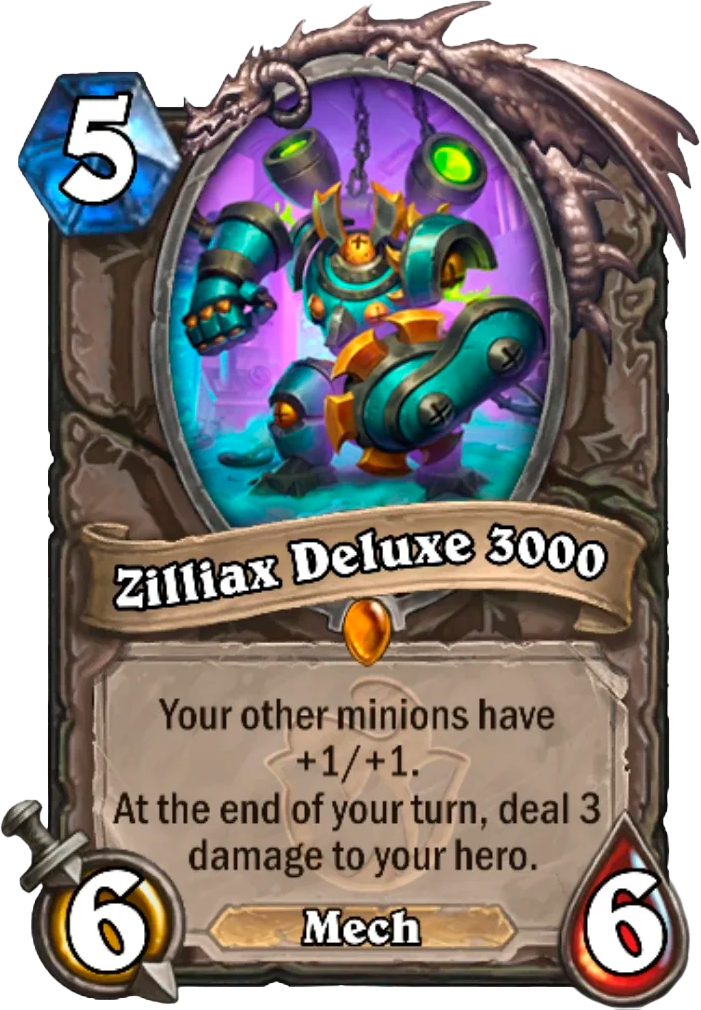 5
Zilliax Deluxe 3000
Your other minions have
+1/+1.
At the end of your turn, deal 3
damage to your hero.
6
Mech
6